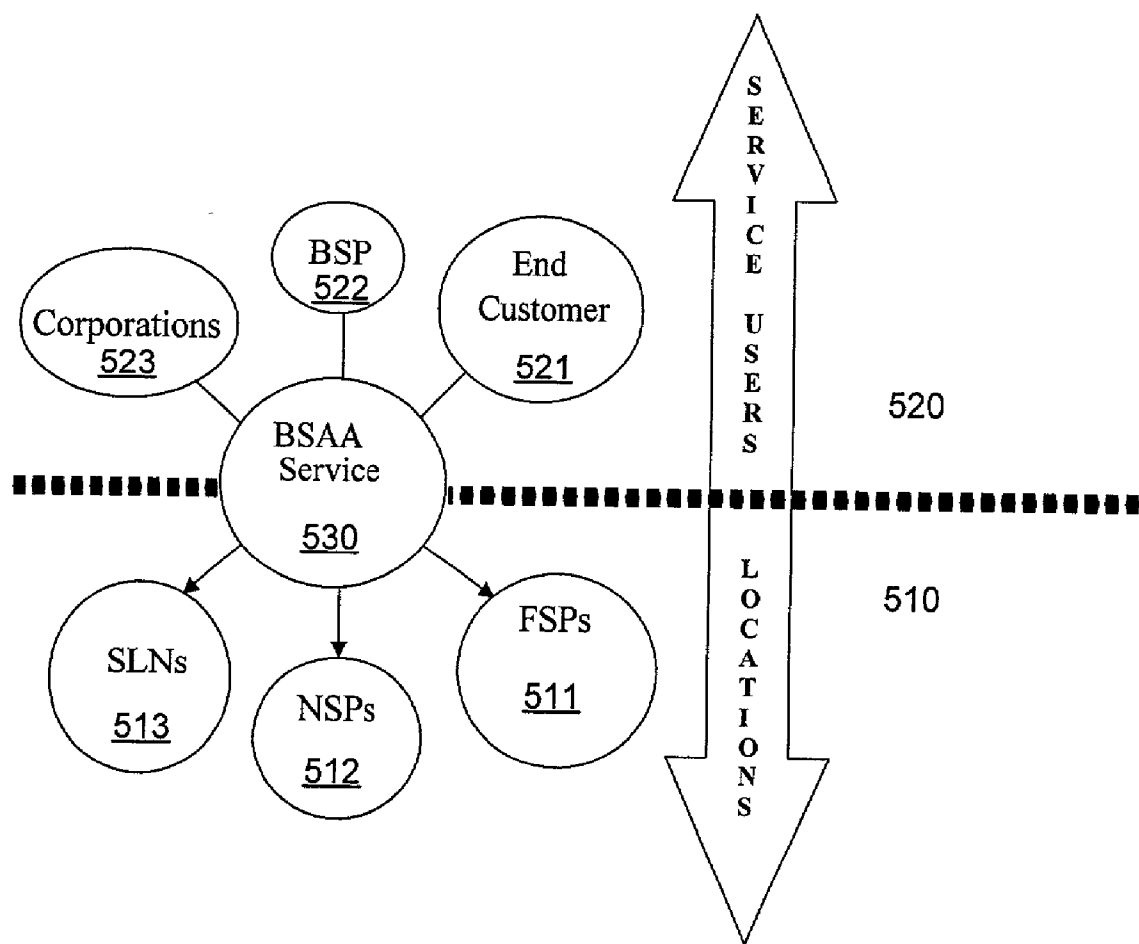 BSP
522
End
Customer
521
Corporations
523
BSAA
Service
530
SLNs
513
NSPs
512
FSPs
511
SERVICE USERS
520
LOCATIONS
510